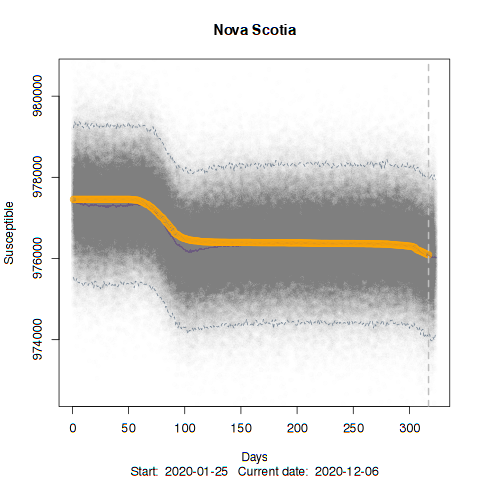 Nova Scotia
Susceptible
980000
978000
976000
974000
0 50 100 150 200 250 300
Days
Start: 2020-01-25 Current date: 2020-12-06